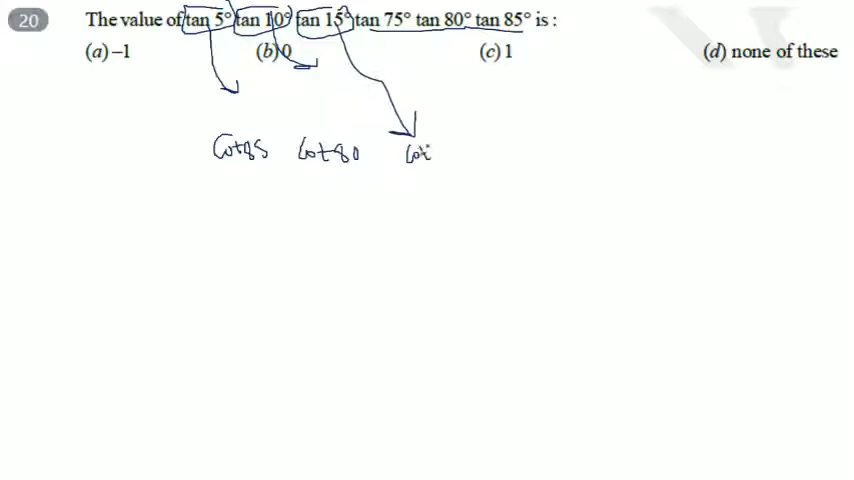 20 The value of tan 5° tan 10° tan 15° tan 75° tan 80° tan 85° is :
(a) –1 (b) 0 (c) 1 (d) none of these
Cot85 Cot80 Cot